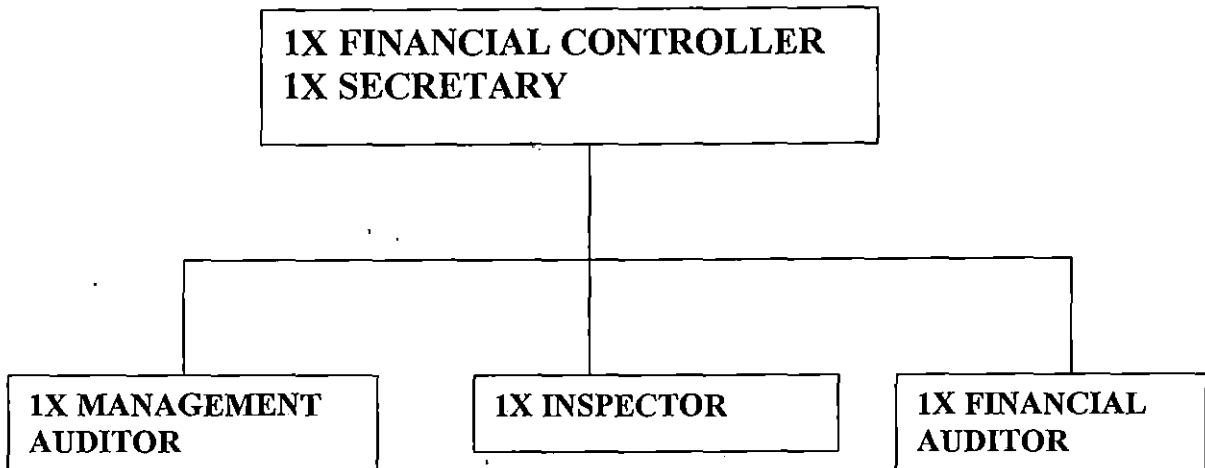 1X FINANCIAL CONTROLLER
1X SECRETARY
1X MANAGEMENT
AUDITOR
1X INSPECTOR
1X FINANCIAL
AUDITOR